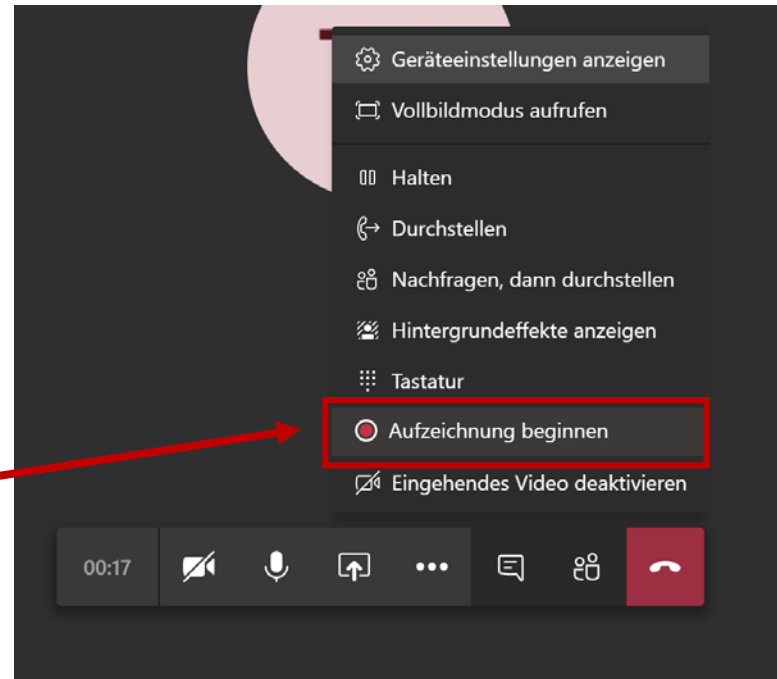 Geräteeinstellungen anzeigen
Vollbildmodus aufrufen
Halten
Durchstellen
Nachfragen, dann durchstellen
Hintergrundeffekte anzeigen
Tastatur
Aufzeichnung beginnen
Eingehendes Video deaktivieren
00:17